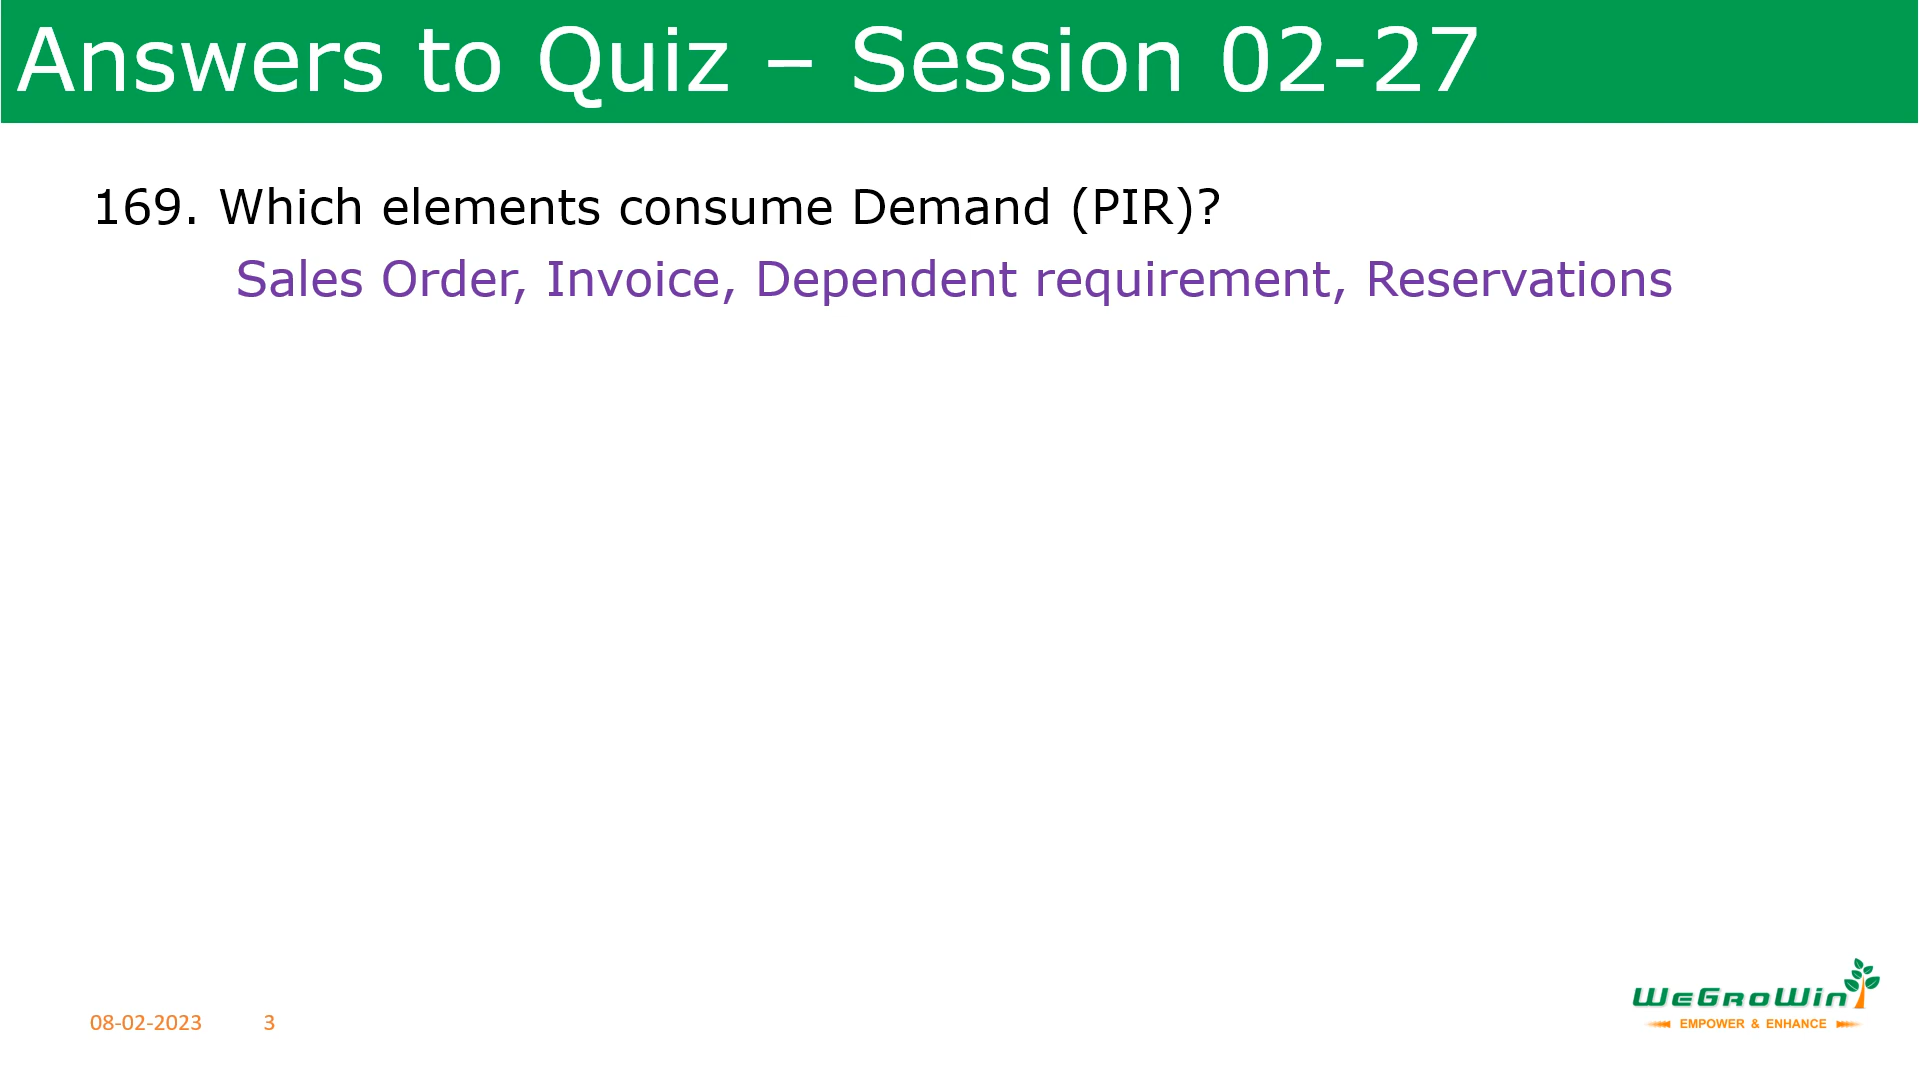 Answers to Quiz – Session 02-27
169. Which elements consume Demand (PIR)?
Sales Order, Invoice, Dependent requirement, Reservations
08-02-2023 3
WeGroWin
EMPOWER & ENHANCE